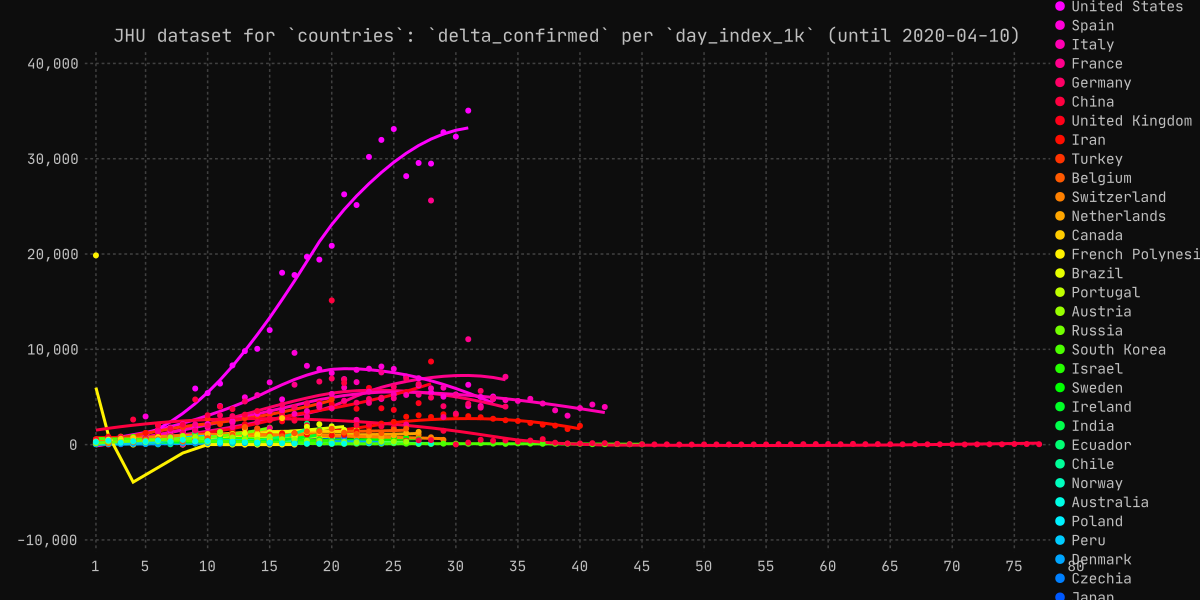 JHU dataset for `countries`: `delta_confirmed` per `day_index_1k` (until 2020-04-10)
40,000
30,000
20,000
10,000
0
-10,000
1 5 10 15 20 25 30 35 40 45 50 55 60 65 70 75 80
United States
Spain
Italy
France
Germany
China
United Kingdom
Iran
Turkey
Belgium
Switzerland
Netherlands
Canada
French Polynesi
Brazil
Portugal
Austria
Russia
South Korea
Israel
Sweden
Ireland
India
Ecuador
Chile
Norway
Australia
Poland
Peru
Denmark
Czechia
Japan